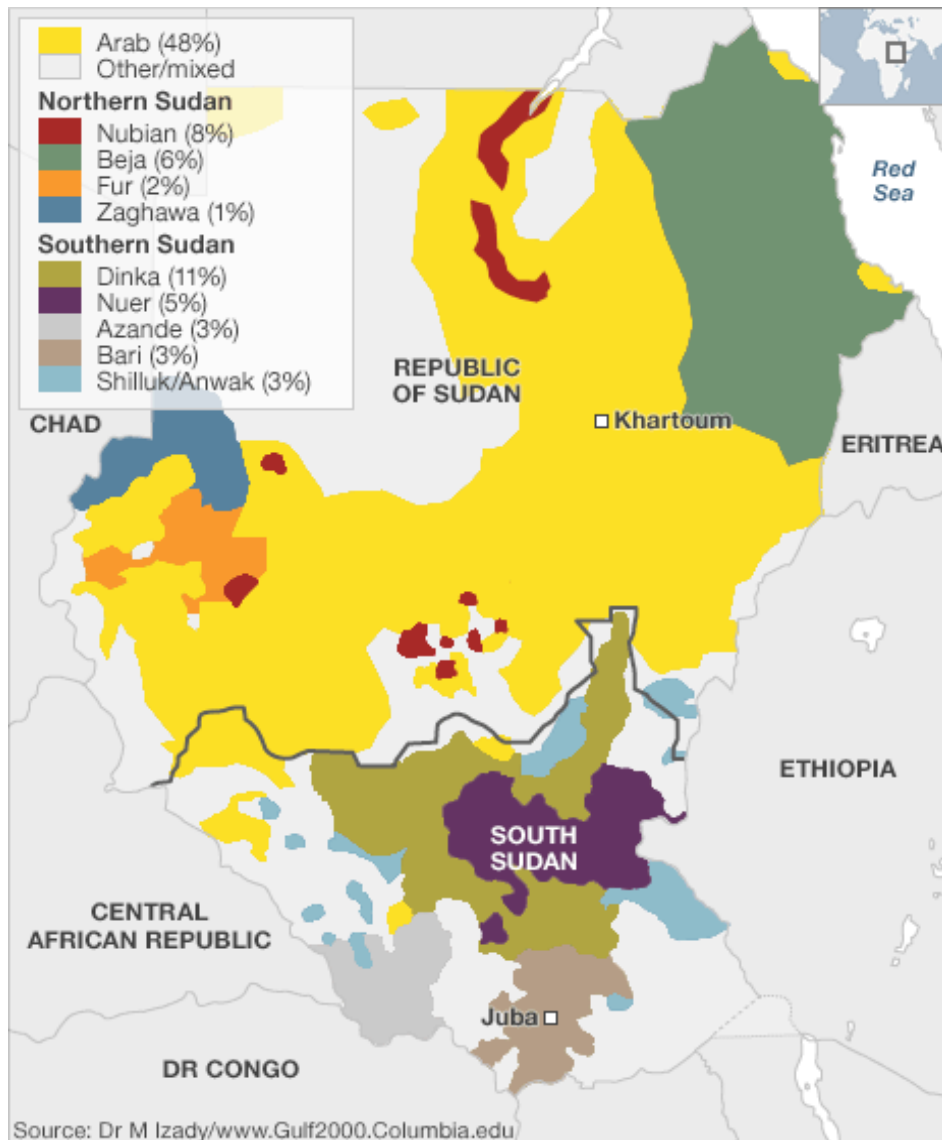 Arab (48%)
Other/mixed
Northern Sudan
Nubian (8%)
Beja (6%)
Fur (2%)
Zaghawa (1%)
Southern Sudan
Dinka (11%)
Nuer (5%)
Azande (3%)
Bari (3%)
Shilluk/Anwak (3%)
Red
Sea
REPUBLIC
OF SUDAN
CHAD
Khartoum
ERITREA
ETHIOPIA
SOUTH
SUDAN
CENTRAL
AFRICAN REPUBLIC
Juba
DR CONGO
Source: Dr M Izady/www.Gulf2000.Columbia.edu